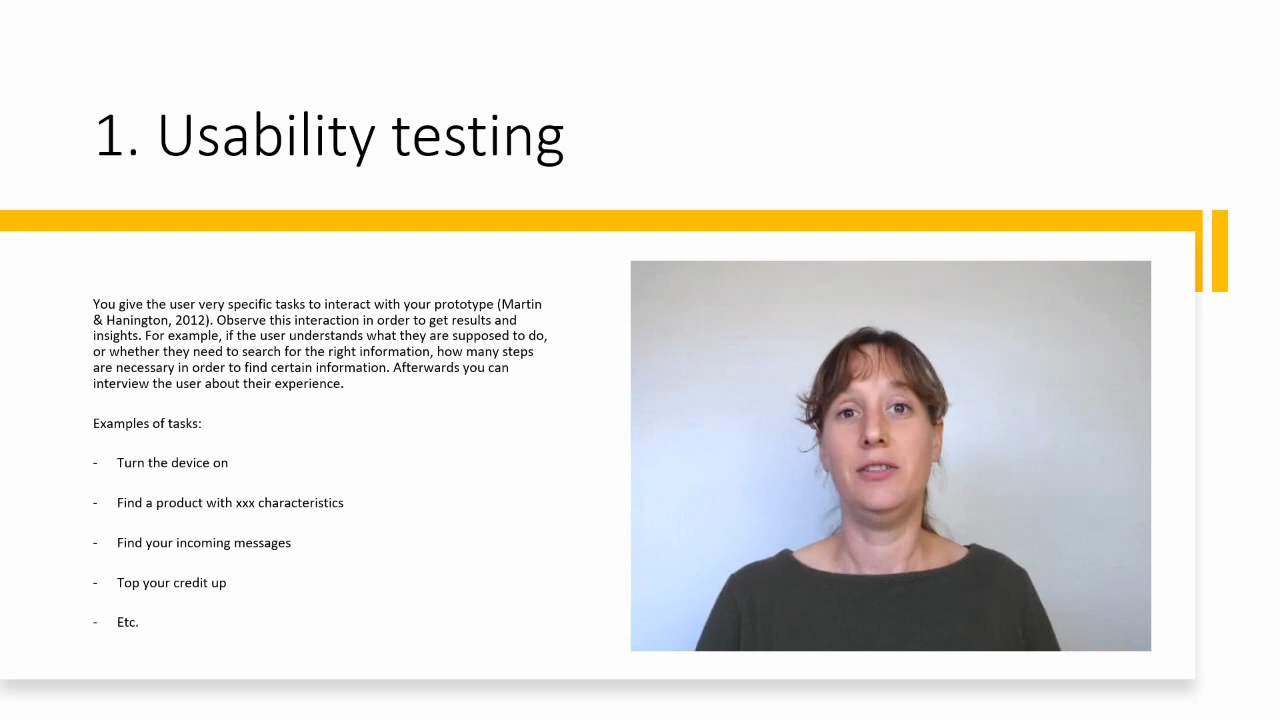 1. Usability testing
You give the user very specific tasks to interact with your prototype (Martin
& Hanington, 2012). Observe this interaction in order to get results and
insights. For example, if the user understands what they are supposed to do,
or whether they need to search for the right information, how many steps
are necessary in order to find certain information. Afterwards you can
interview the user about their experience.
Examples of tasks:
- Turn the device on
- Find a product with xxx characteristics
- Find your incoming messages
- Top your credit up
- Etc.